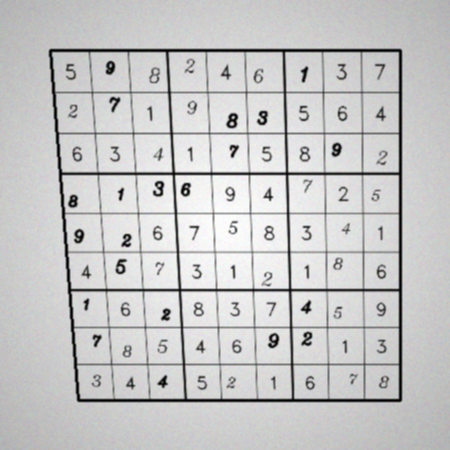 5 9 8 2 4 6 1 3 7
2 7 1 9 8 3 5 6 4
6 3 4 1 7 5 8 9 2
8 1 3 6 9 4 7 2 5
9 2 6 7 5 8 3 4 1
4 5 7 3 1 2 1 8 6
1 6 2 8 3 7 4 5 9
7 8 5 4 6 9 2 1 3
3 4 4 5 2 1 6 7 8